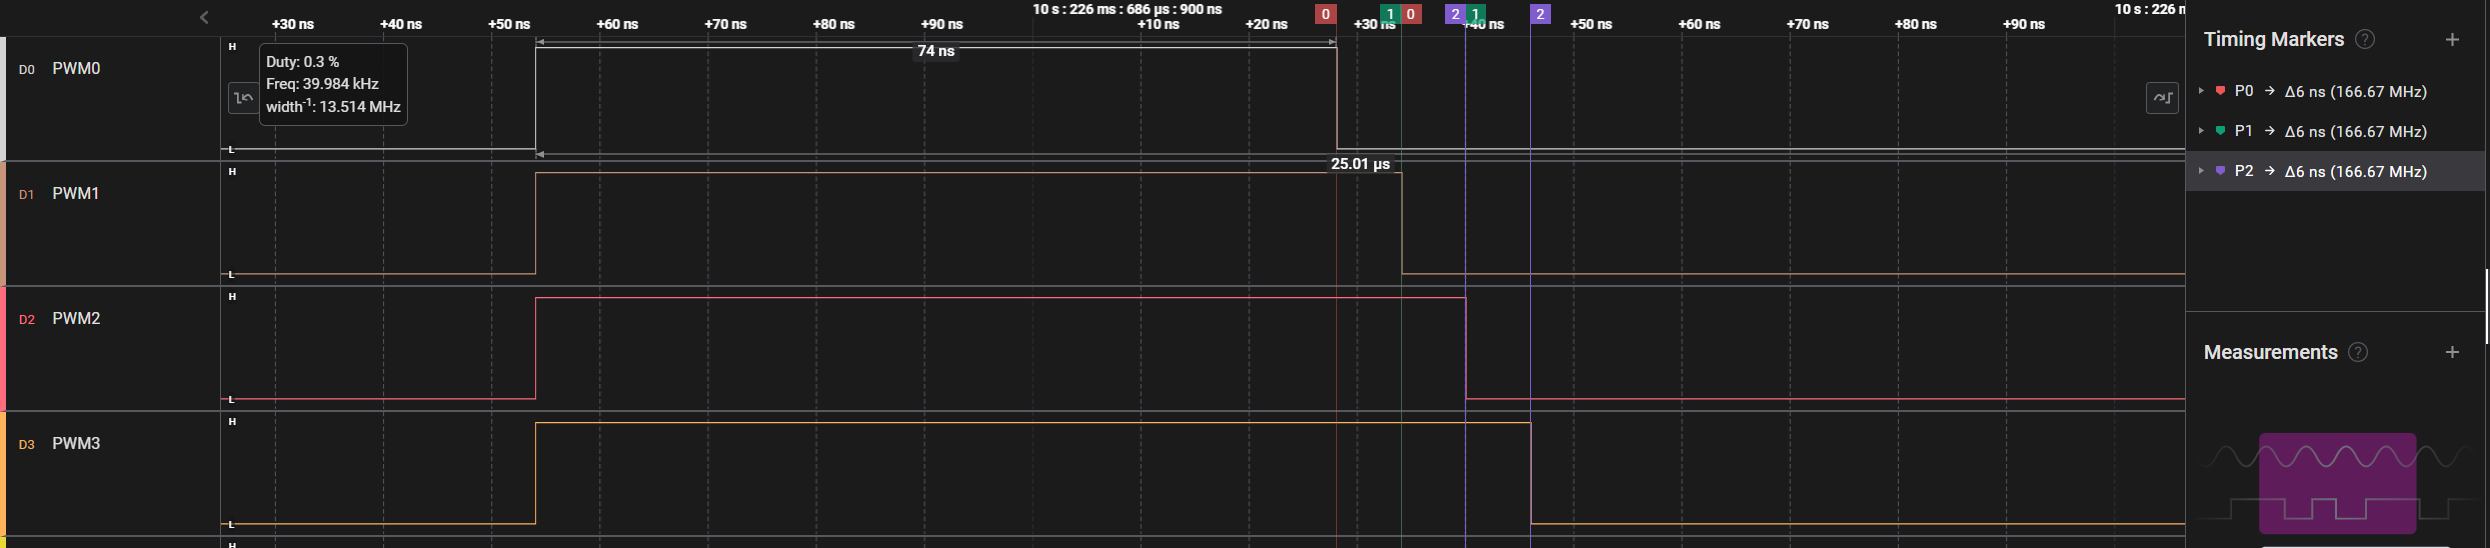 10 s : 226 ms : 686 µs : 900 ns
10 s : 226 m
+30 ns +40 ns +50 ns +60 ns +70 ns +80 ns +90 ns +10 ns +20 ns +30 ns +40 ns +50 ns +60 ns +70 ns +80 ns +90 ns
0 1 0 2 1 2
D0 PWM0
H
L
Duty: 0.3 %
Freq: 39.984 kHz
width-1: 13.514 MHz
74 ns
25.01 µs
D1 PWM1
H
L
D2 PWM2
H
L
D3 PWM3
H
L
H
Timing Markers ? +
P0 → Δ6 ns (166.67 MHz)
P1 → Δ6 ns (166.67 MHz)
P2 → Δ6 ns (166.67 MHz)
Measurements ? +